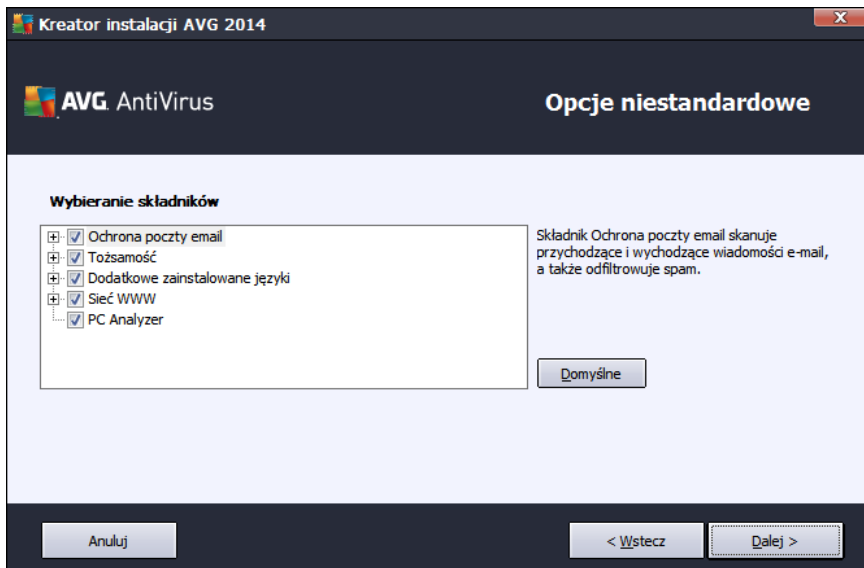 Kreator instalacji AVG 2014
AVG. AntiVirus
Opcje niestandardowe
Wybieranie składników
Ochrona poczty email
Tożsamość
Dodatkowe zainstalowane języki
Sieć WWW
PC Analyzer
Składnik Ochrona poczty email skanuje
przychodzące i wychodzące wiadomości e-mail,
a także odfiltrowuje spam.
Domyślne
Anuluj
< Wstecz
Dalej >